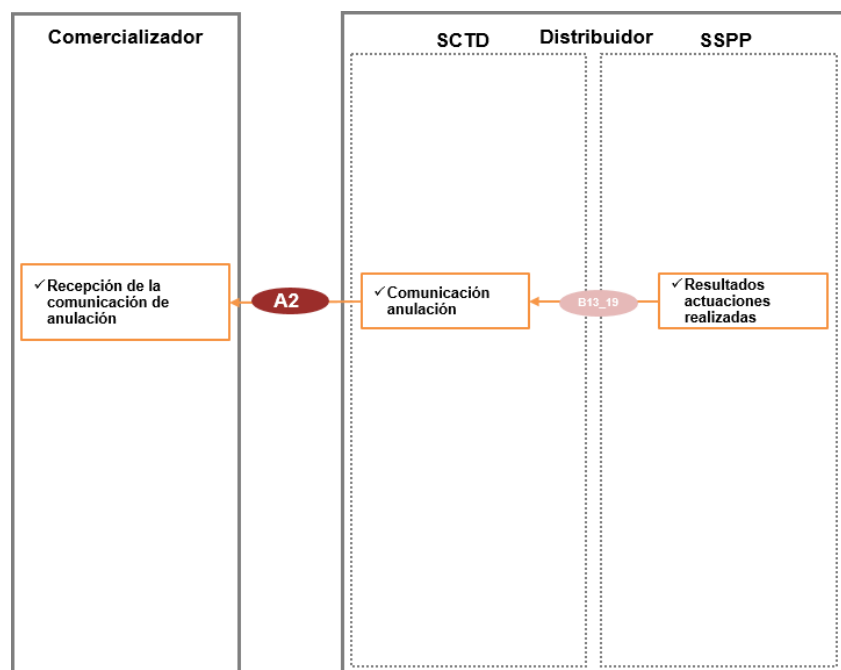 Comercializador
Distribuidor
SCTD
SSPP
✓Recepción de la
comunicación de
anulación
A2
✓Comunicación
anulación
B13_19
✓Resultados
actuaciones
realizadas